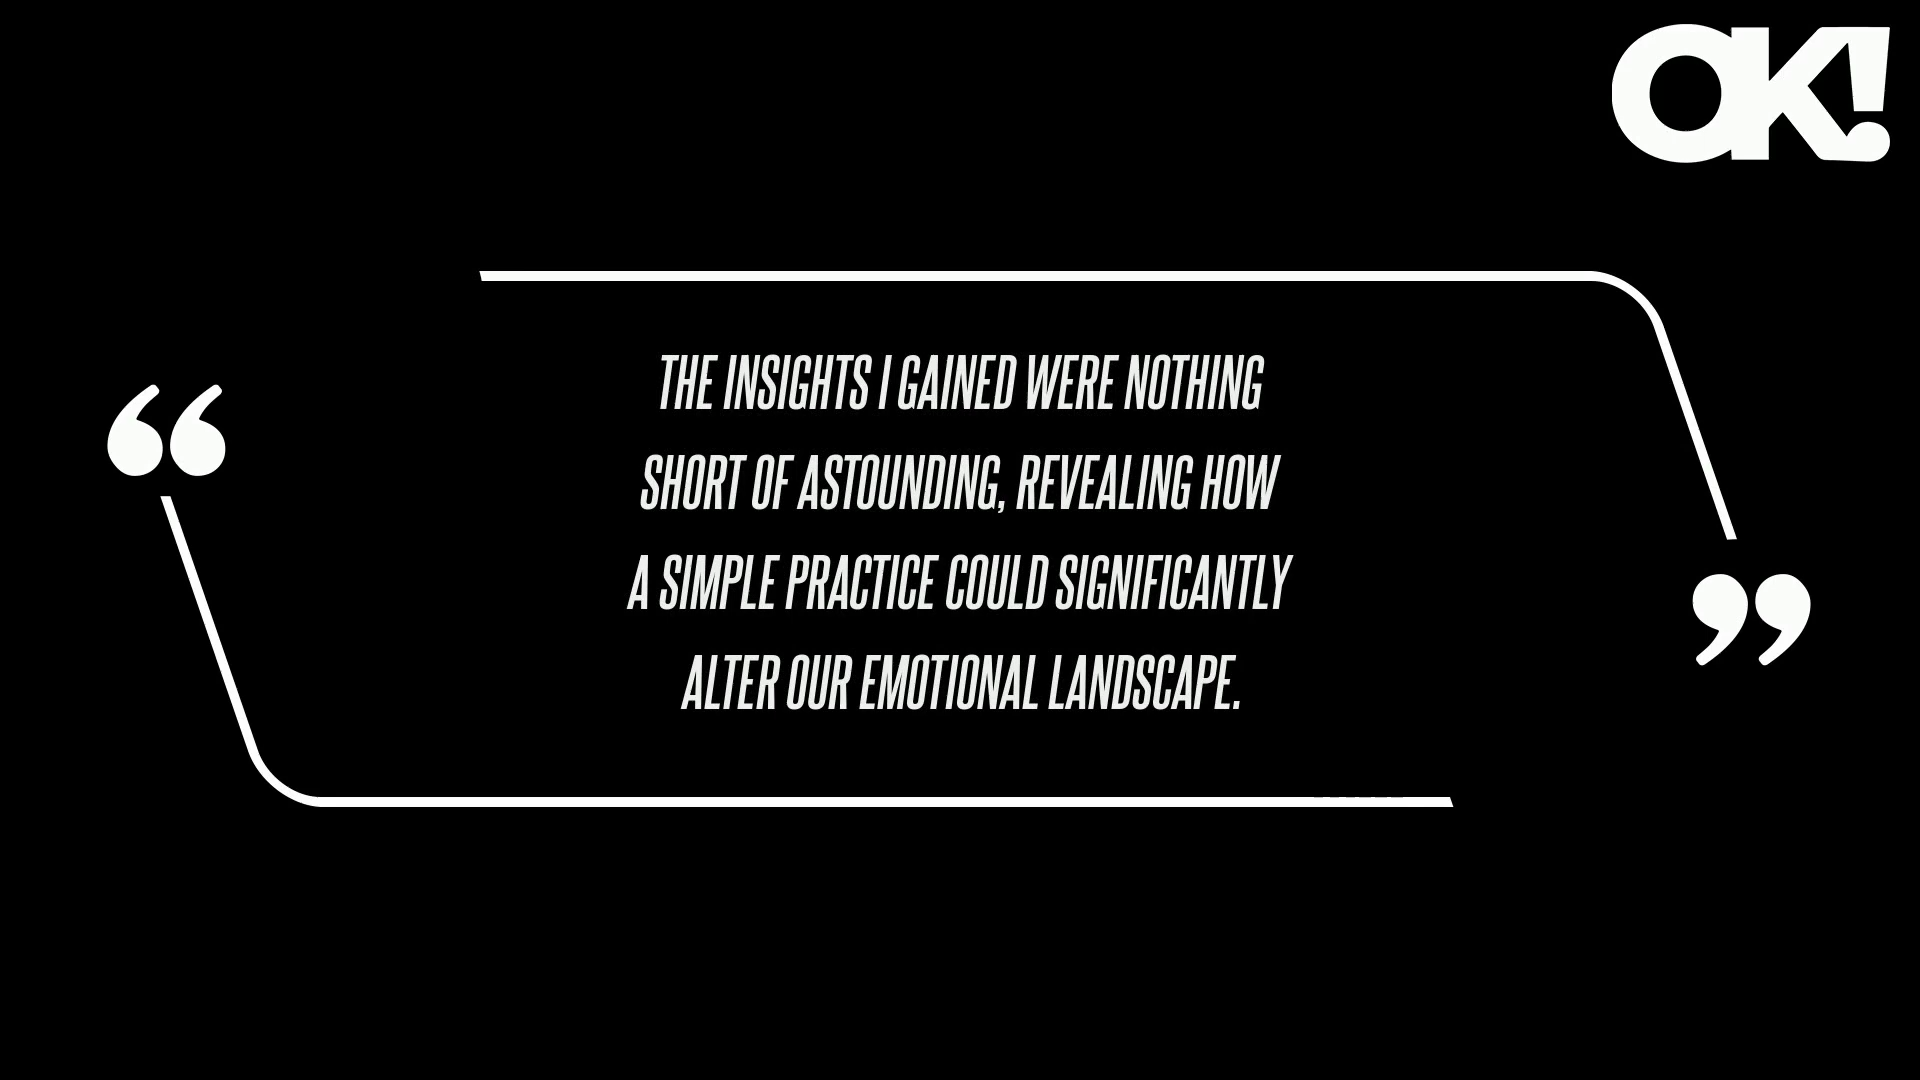 OK!
THE INSIGHTS I GAINED WERE NOTHING
SHORT OF ASTOUNDING, REVEALING HOW
A SIMPLE PRACTICE COULD SIGNIFICANTLY
ALTER OUR EMOTIONAL LANDSCAPE.